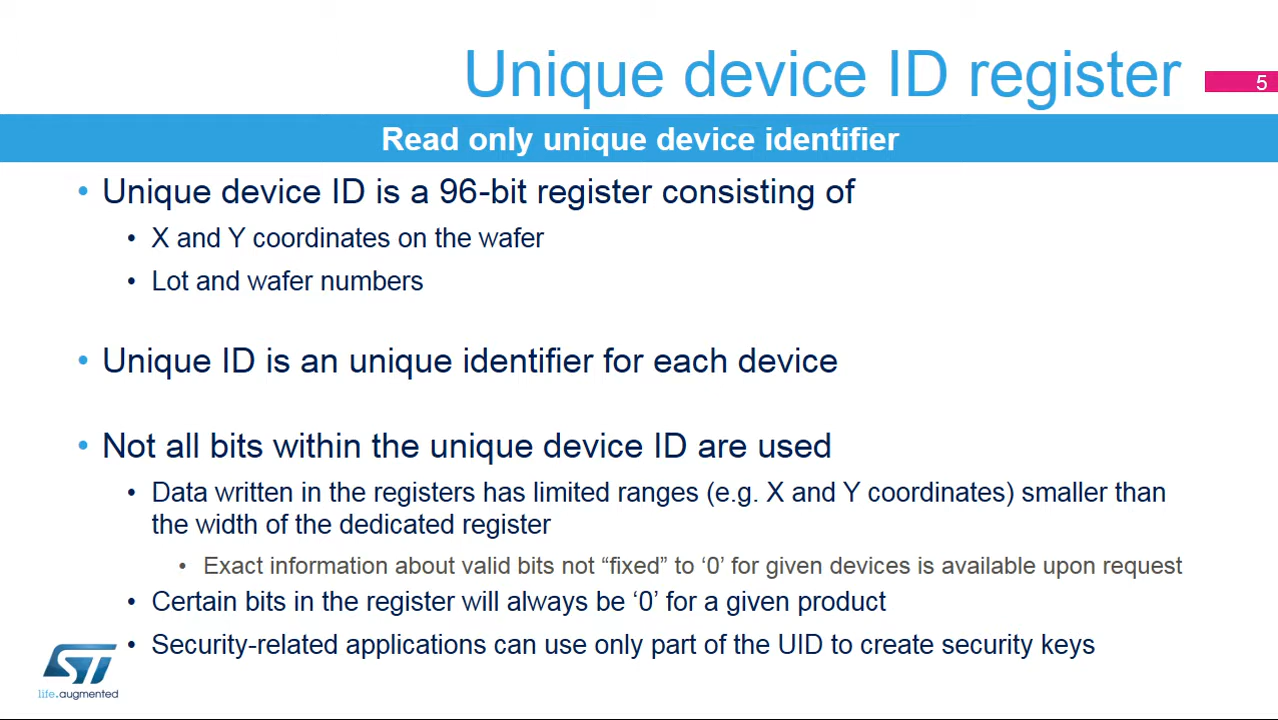 Unique device ID register
5
Read only unique device identifier
• Unique device ID is a 96-bit register consisting of
• X and Y coordinates on the wafer
• Lot and wafer numbers
• Unique ID is an unique identifier for each device
• Not all bits within the unique device ID are used
• Data written in the registers has limited ranges (e.g. X and Y coordinates) smaller than
the width of the dedicated register
• Exact information about valid bits not “fixed” to ‘0’ for given devices is available upon request
• Certain bits in the register will always be ‘0’ for a given product
• Security-related applications can use only part of the UID to create security keys
ST
life.augmented